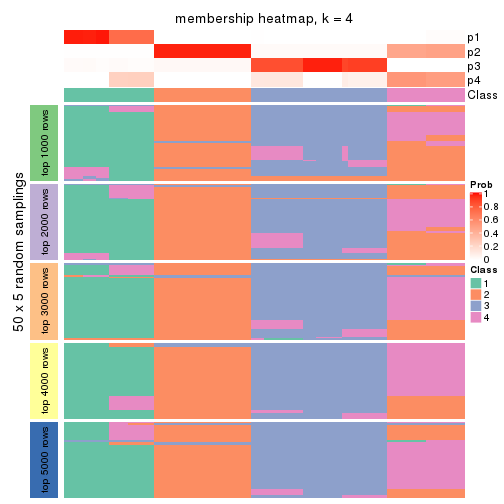 membership heatmap, k = 4
p1
p2
p3
p4
Class
50 x 5 random samplings
top 1000 rows
top 2000 rows
top 3000 rows
top 4000 rows
top 5000 rows
Prob
1
0.8
0.6
0.4
0.2
0
Class
1
2
3
4